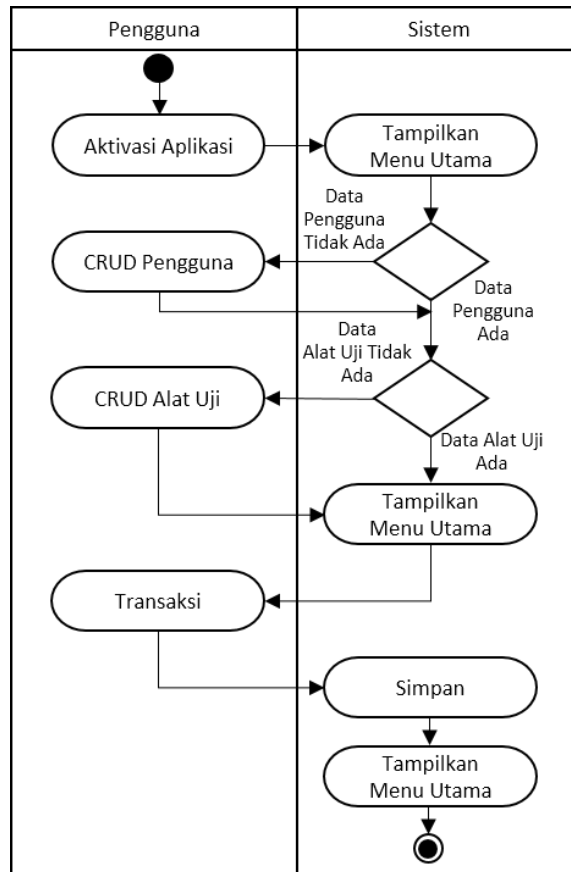 Pengguna
Sistem
Aktivasi Aplikasi
Tampilkan
Menu Utama
Data
Pengguna
Tidak Ada
CRUD Pengguna
Data
Pengguna
Ada
Data
Alat Uji Tidak
Ada
CRUD Alat Uji
Data Alat Uji
Ada
Tampilkan
Menu Utama
Transaksi
Simpan
Tampilkan
Menu Utama